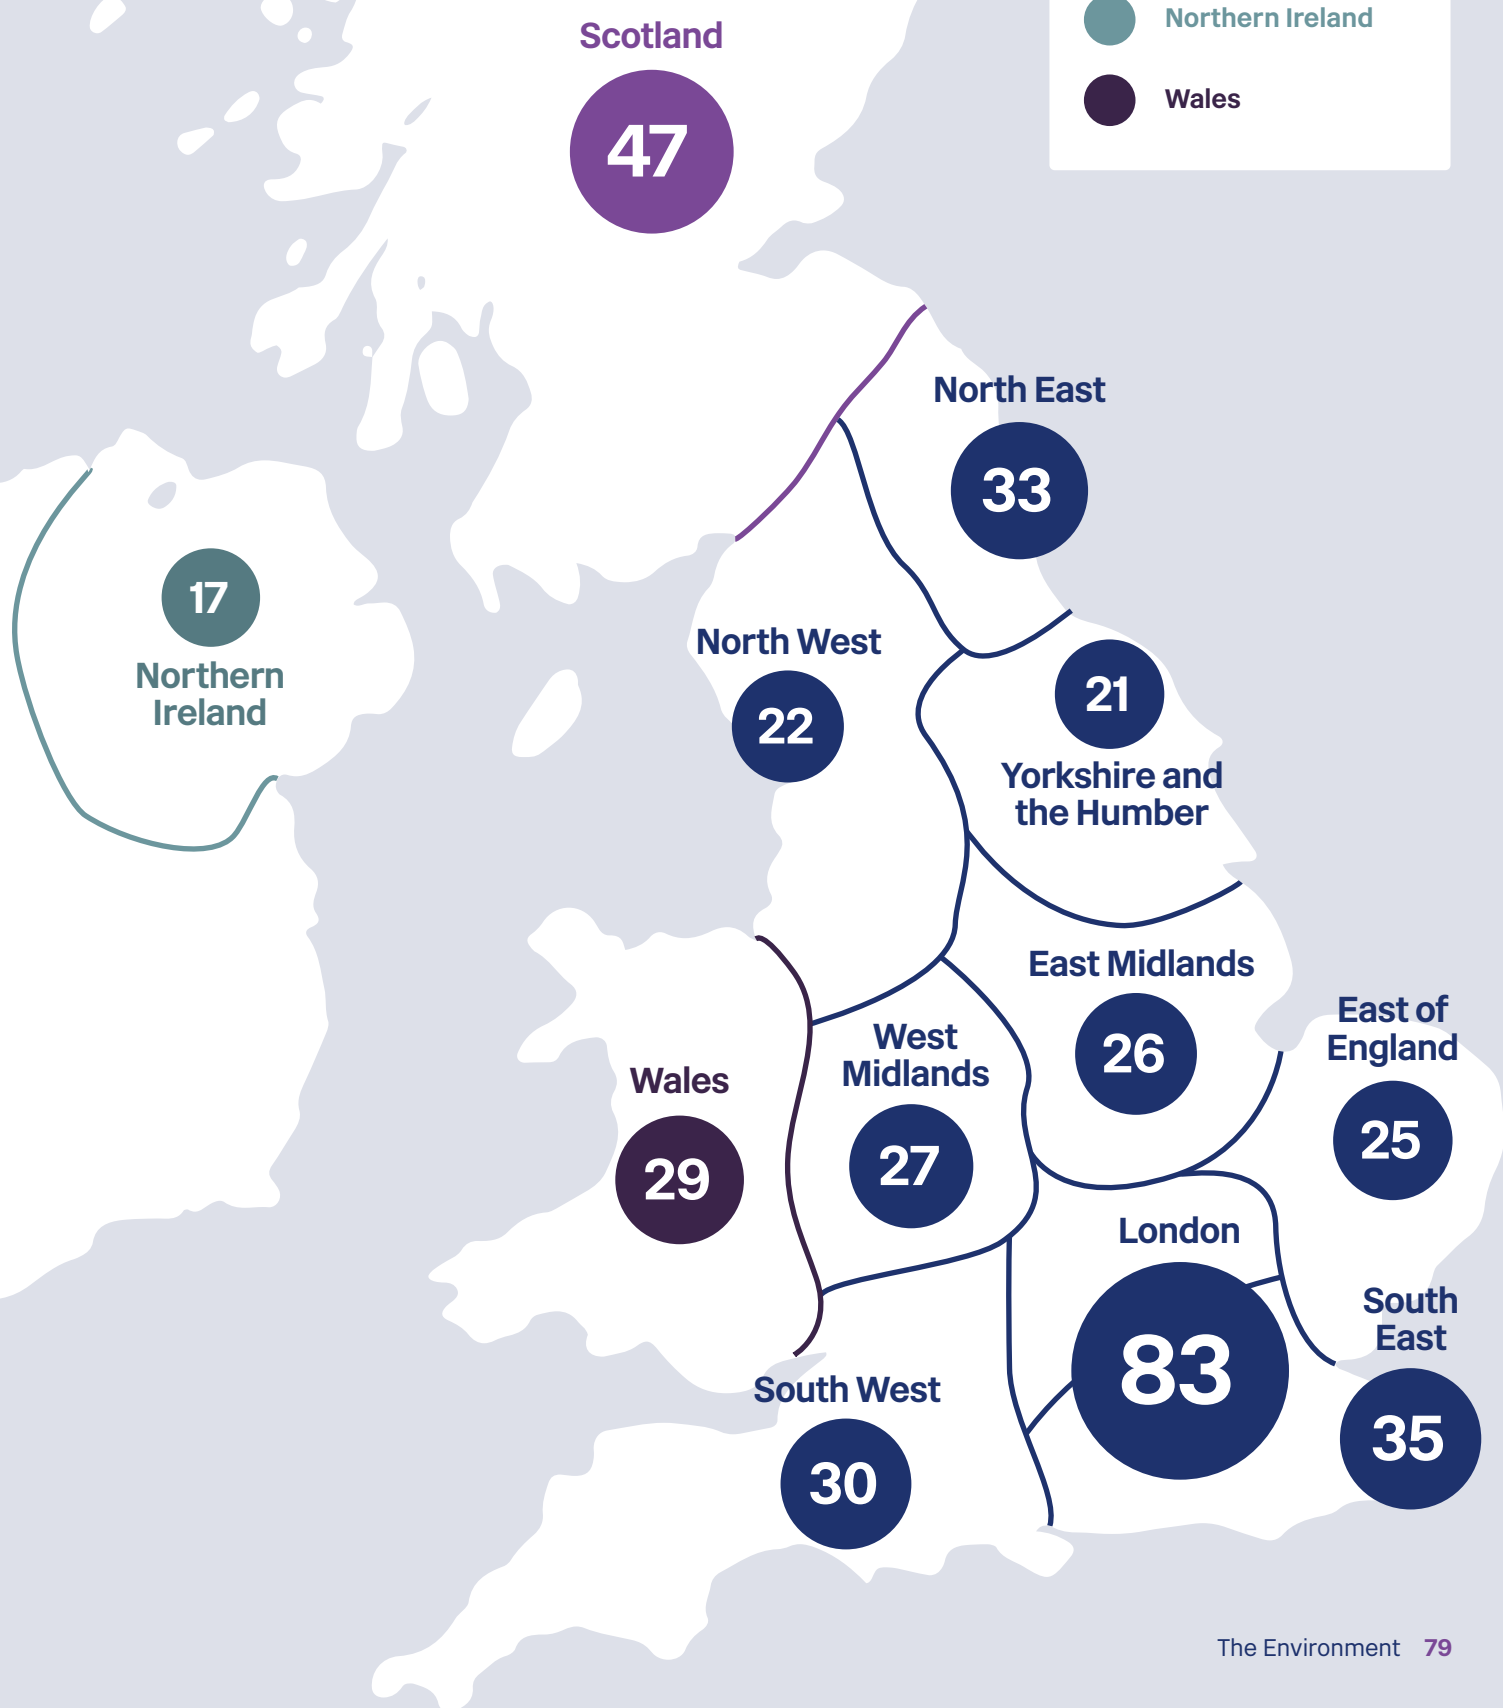 Northern Ireland
Wales
Scotland
47
North East
33
17
Northern
Ireland
North West
22
21
Yorkshire and
the Humber
East Midlands
26
East of
England
25
West
Midlands
27
Wales
29
London
83
South
East
35
South West
30
The Environment 79